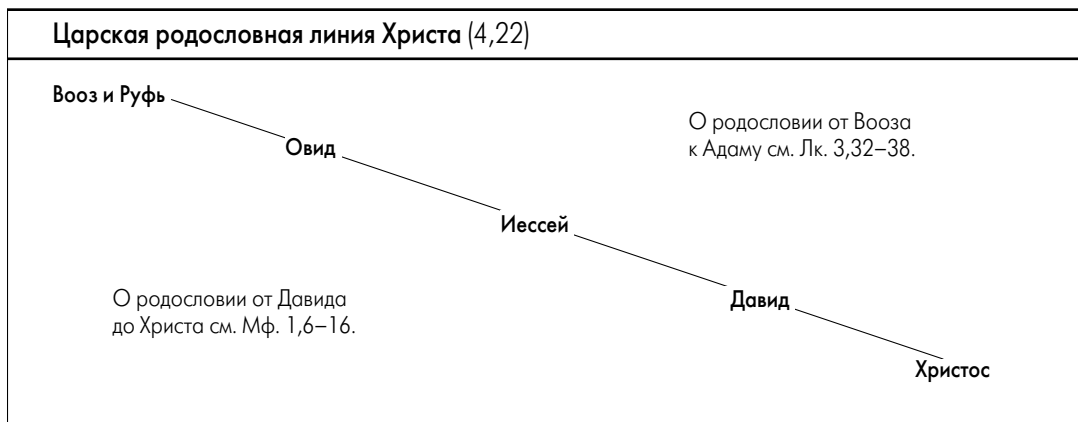 Царская родословная линия Христа (4,22)
Вооз и Руфь
О родословии от Вооза
к Адаму см. Лк. 3,32–38.
Овид
Иессей
О родословии от Давида
до Христа см. Мф. 1,6–16.
Давид
Христос